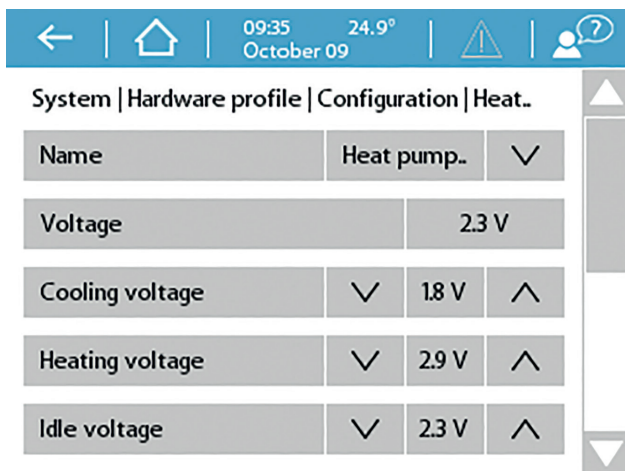 09:35 24.9°
October 09
?
System | Hardware profile | Configuration | Heat..
Name Heat pump..
Voltage 2.3 V
Cooling voltage 1.8 V
Heating voltage 2.9 V
Idle voltage 2.3 V